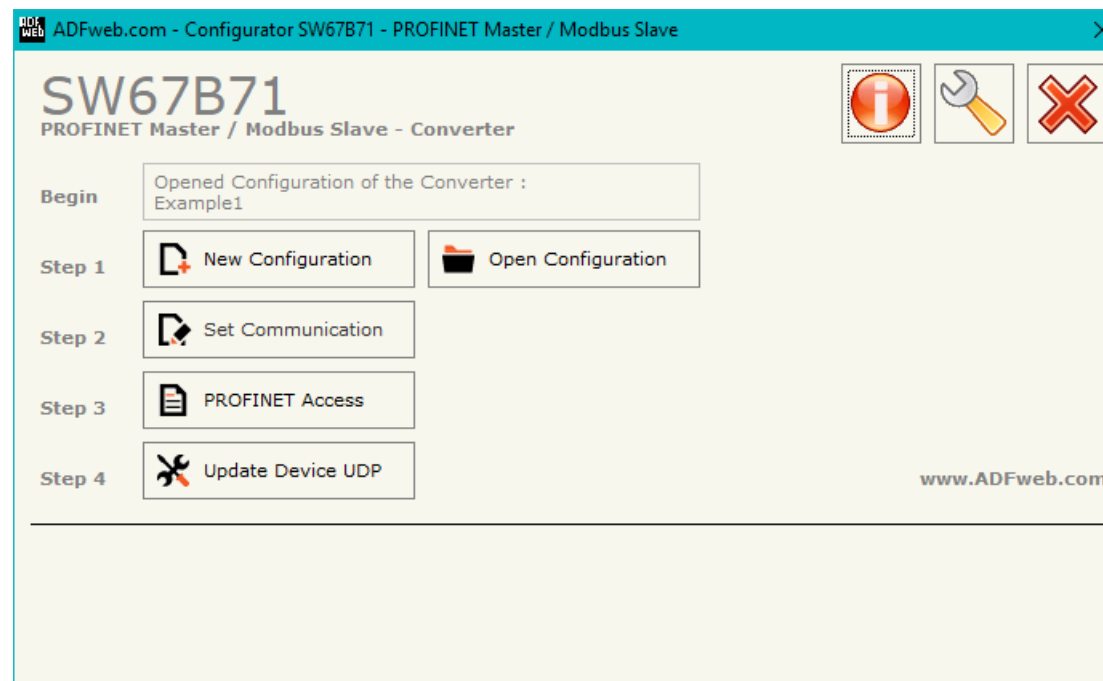 ADF web ADFweb.com - Configurator SW67B71 - PROFINET Master / Modbus Slave
SW67B71
PROFINET Master / Modbus Slave - Converter
Begin
Opened Configuration of the Converter :
Example1
Step 1 New Configuration Open Configuration
Step 2 Set Communication
Step 3 PROFINET Access
Step 4 Update Device UDP
www.ADFweb.com